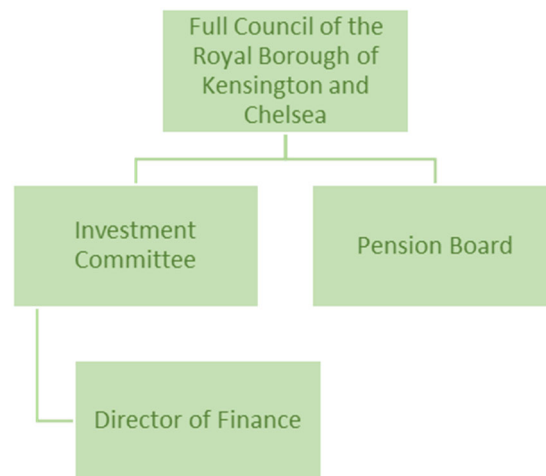 Full Council of the
Royal Borough of
Kensington and
Chelsea
Investment
Committee
Pension Board
Director of Finance